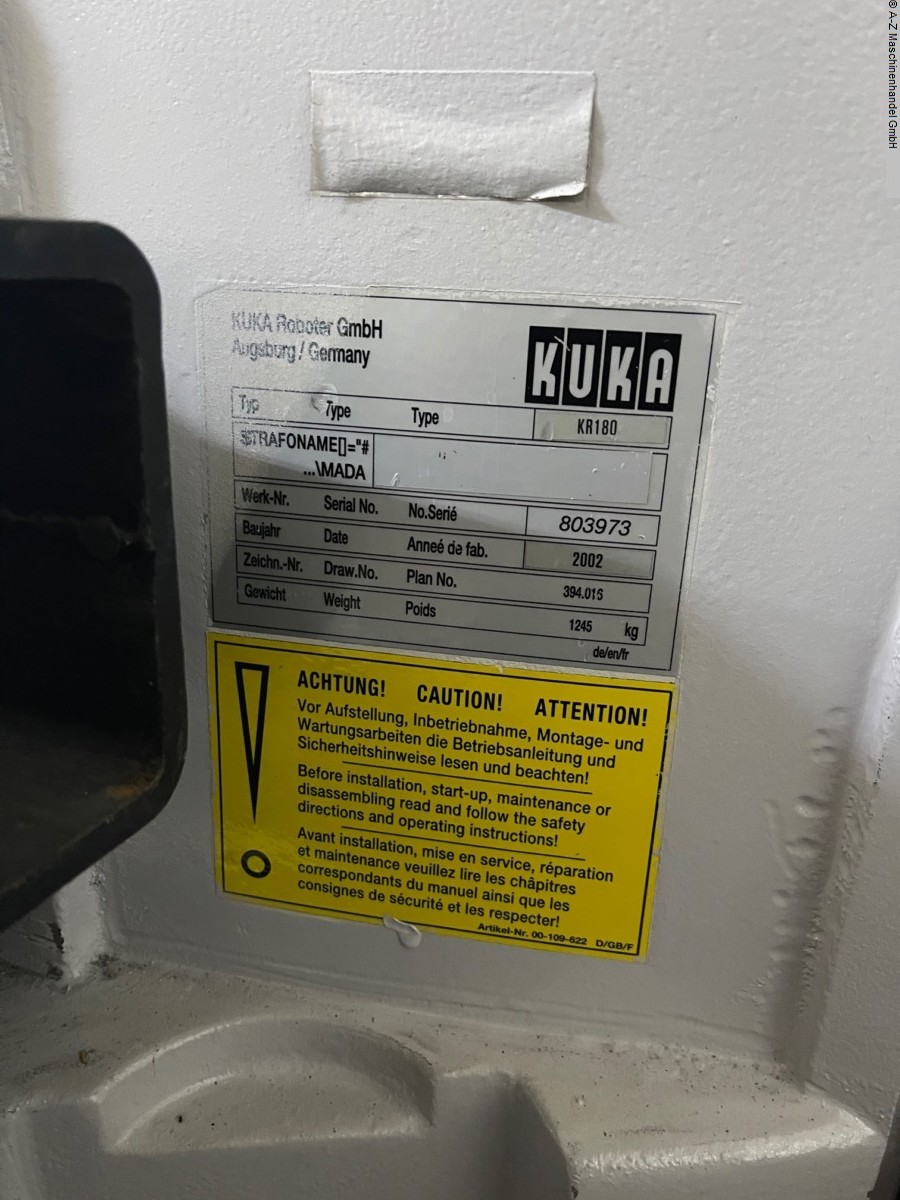 © A-Z Maschinenhandel GmbH
KUKA Roboter GmbH
Augsburg / Germany
KUKA
Typ Type Type KR180
$TRAFONAME[]="#
...\MADA
Werk-Nr. Serial No. No.Serié 803973
Baujahr Date Anneé de fab. 2002
Zeichn.-Nr. Draw.No. Plan No. 394.015
Gewicht Weight Poids 1245 kg
de/en/fr
ACHTUNG! CAUTION! ATTENTION!
Vor Aufstellung, Inbetriebnahme, Montage- und
Wartungsarbeiten die Betriebsanleitung und
Sicherheitshinweise lesen und beachten!
Before installation, start-up, maintenance or
disassembling read and follow the safety
directions and operating instructions!
Avant installation, mise en service, réparation
et maintenance veuillez lire les châpitres
correspondants du manuel ainsi que les
consignes de sécurité et les respecter!
Artikel-Nr. 00-109-622 D/GB/F